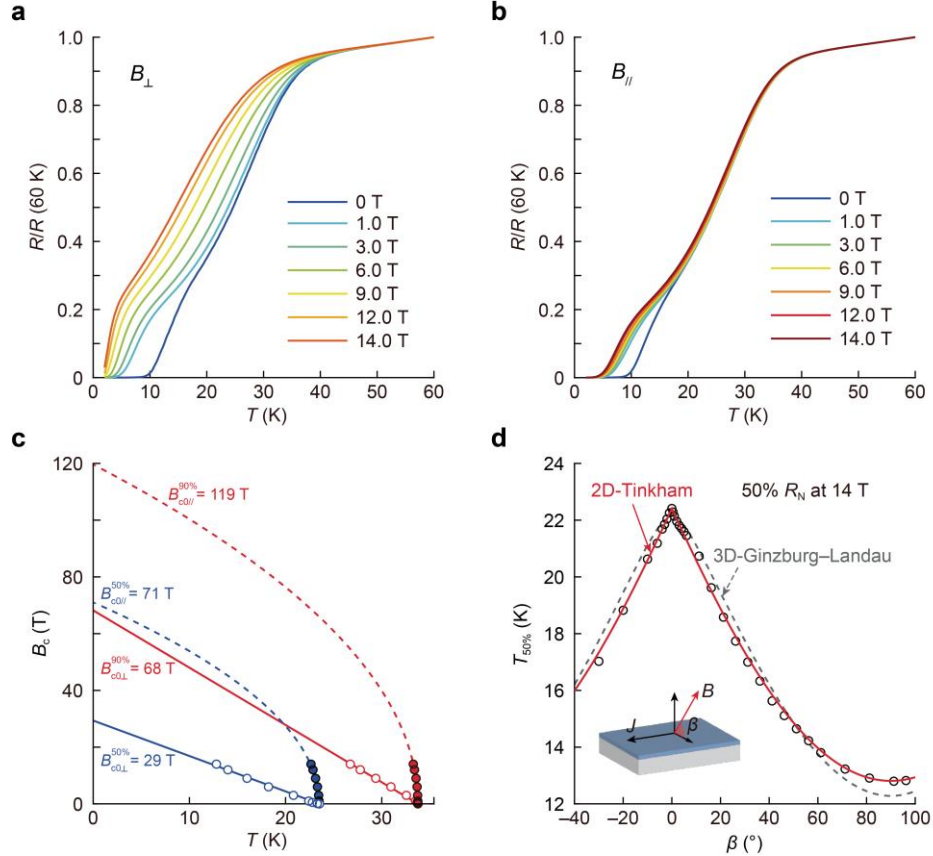 a
1.0
0.8
0.6
0.4
0.2
0
R/R (60 K)
B⊥
0 T
1.0 T
3.0 T
6.0 T
9.0 T
12.0 T
14.0 T
0 10 20 30 40 50 60
T (K)
b
1.0
0.8
0.6
0.4
0.2
0
R/R (60 K)
B//
0 T
1.0 T
3.0 T
6.0 T
9.0 T
12.0 T
14.0 T
0 10 20 30 40 50 60
T (K)
c
120
80
40
0
Bc (T)
B90%c0// = 119 T
B50%c0// = 71 T
B90%c0⊥ = 68 T
B50%c0⊥ = 29 T
0 10 20 30
T (K)
d
24
22
20
18
16
14
12
T50% (K)
2D-Tinkham
50% RN at 14 T
3D-Ginzburg–Landau
B
J
β
–40 –20 0 20 40 60 80 100
β (°)